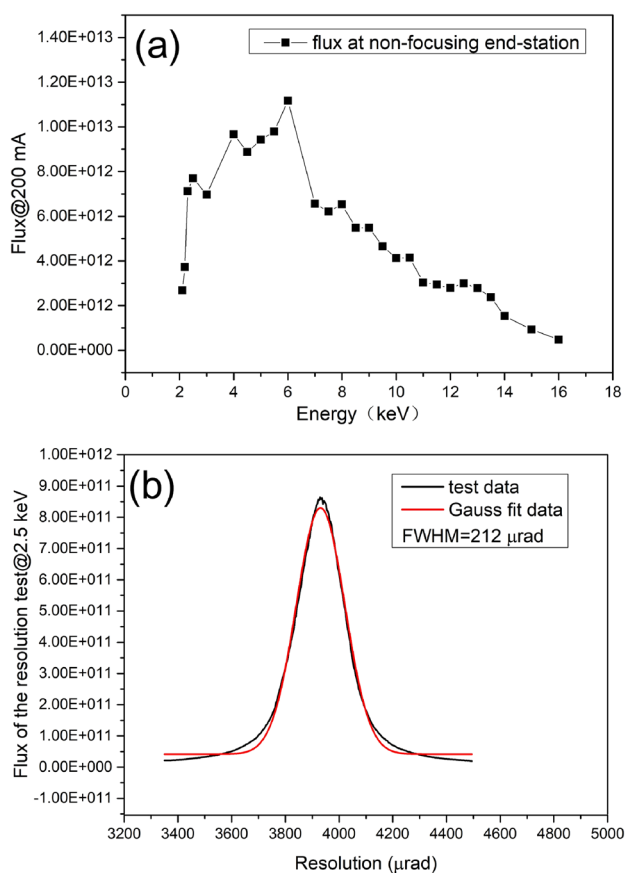 (a)
flux at non-focusing end-station
Flux@200 mA
1.40E+013
1.20E+013
1.00E+013
8.00E+012
6.00E+012
4.00E+012
2.00E+012
0.00E+000
0 2 4 6 8 10 12 14 16 18
Energy（keV）
(b)
test data
Gauss fit data
FWHM=212 μrad
Flux of the resolution test@2.5 keV
1.00E+012
9.00E+011
8.00E+011
7.00E+011
6.00E+011
5.00E+011
4.00E+011
3.00E+011
2.00E+011
1.00E+011
0.00E+000
-1.00E+011
3200 3400 3600 3800 4000 4200 4400 4600 4800 5000
Resolution (μrad)